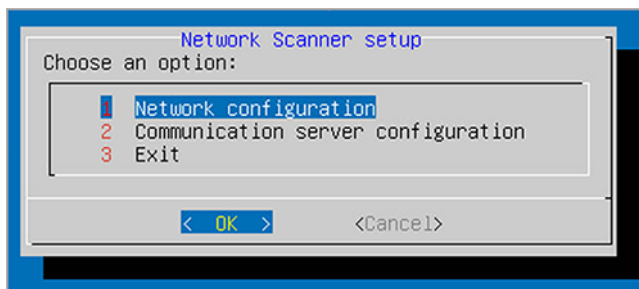 Network Scanner setup
Choose an option:
1 Network configuration
2 Communication server configuration
3 Exit
< OK > <Cancel>